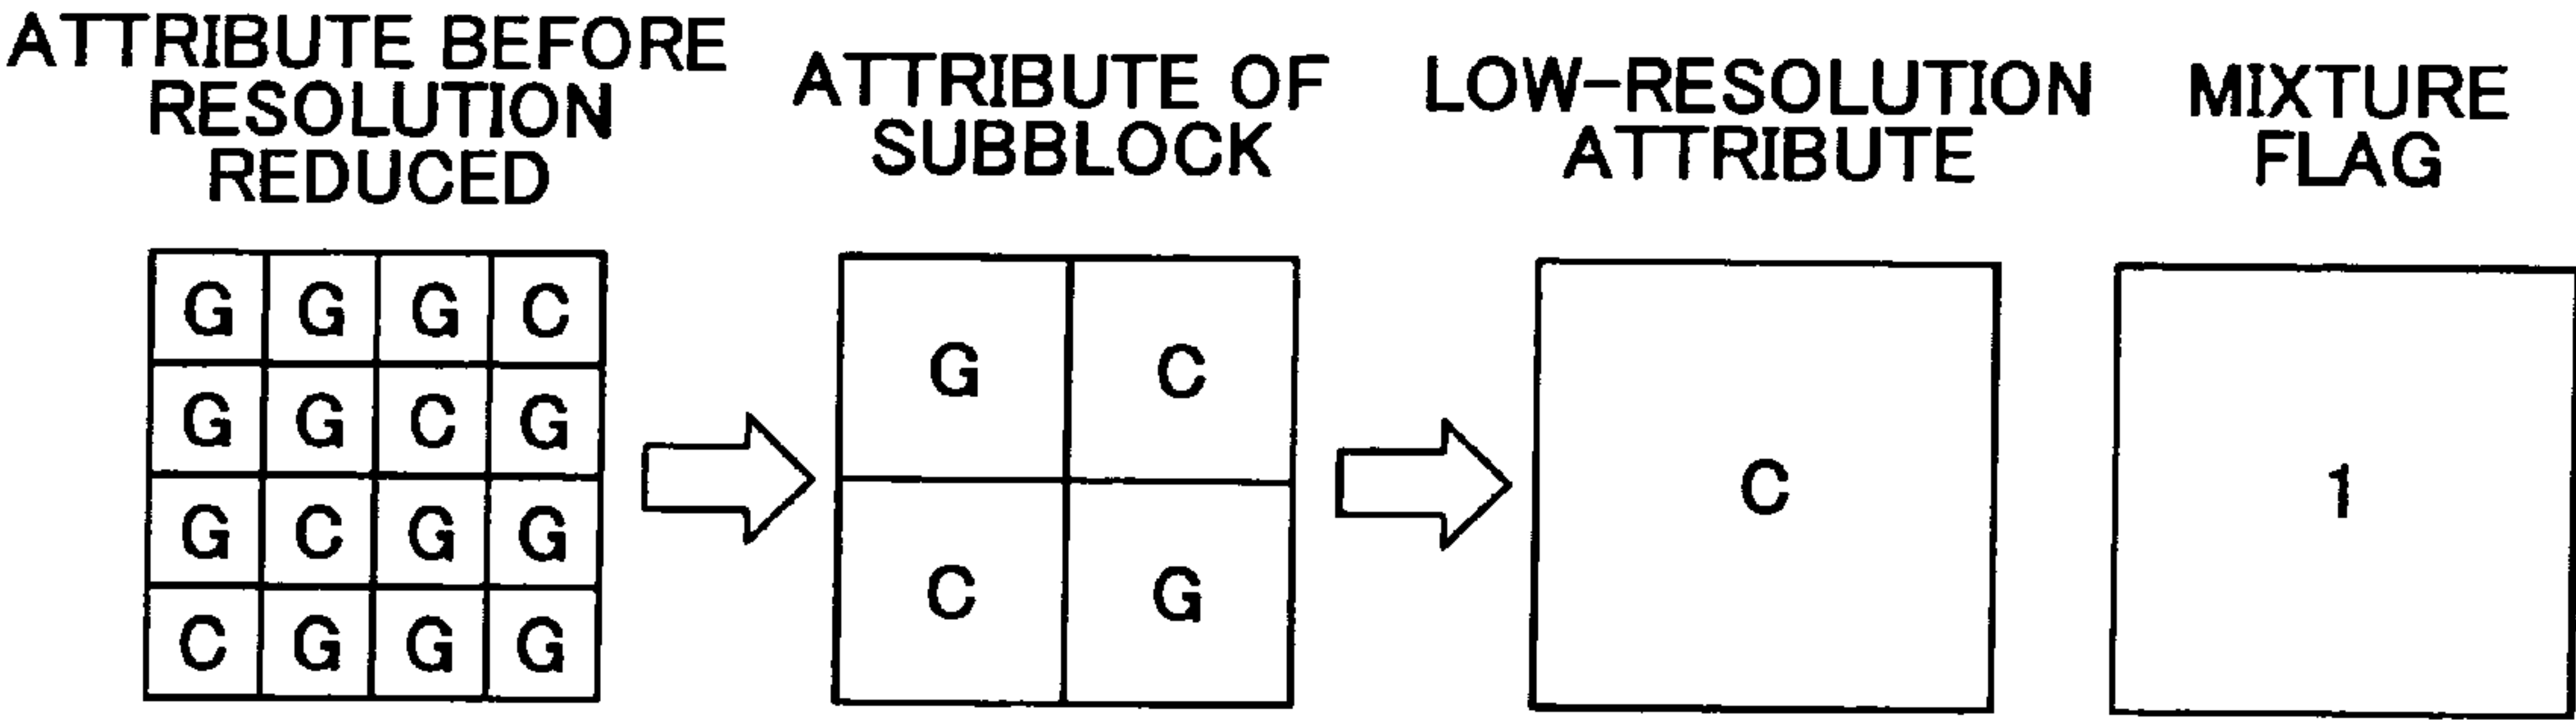 ATTRIBUTE BEFORE
RESOLUTION
REDUCED
ATTRIBUTE OF
SUBBLOCK
LOW-RESOLUTION
ATTRIBUTE
MIXTURE
FLAG
G G G C
G G C G
G C G G
C G G G
G C
C G
C
1